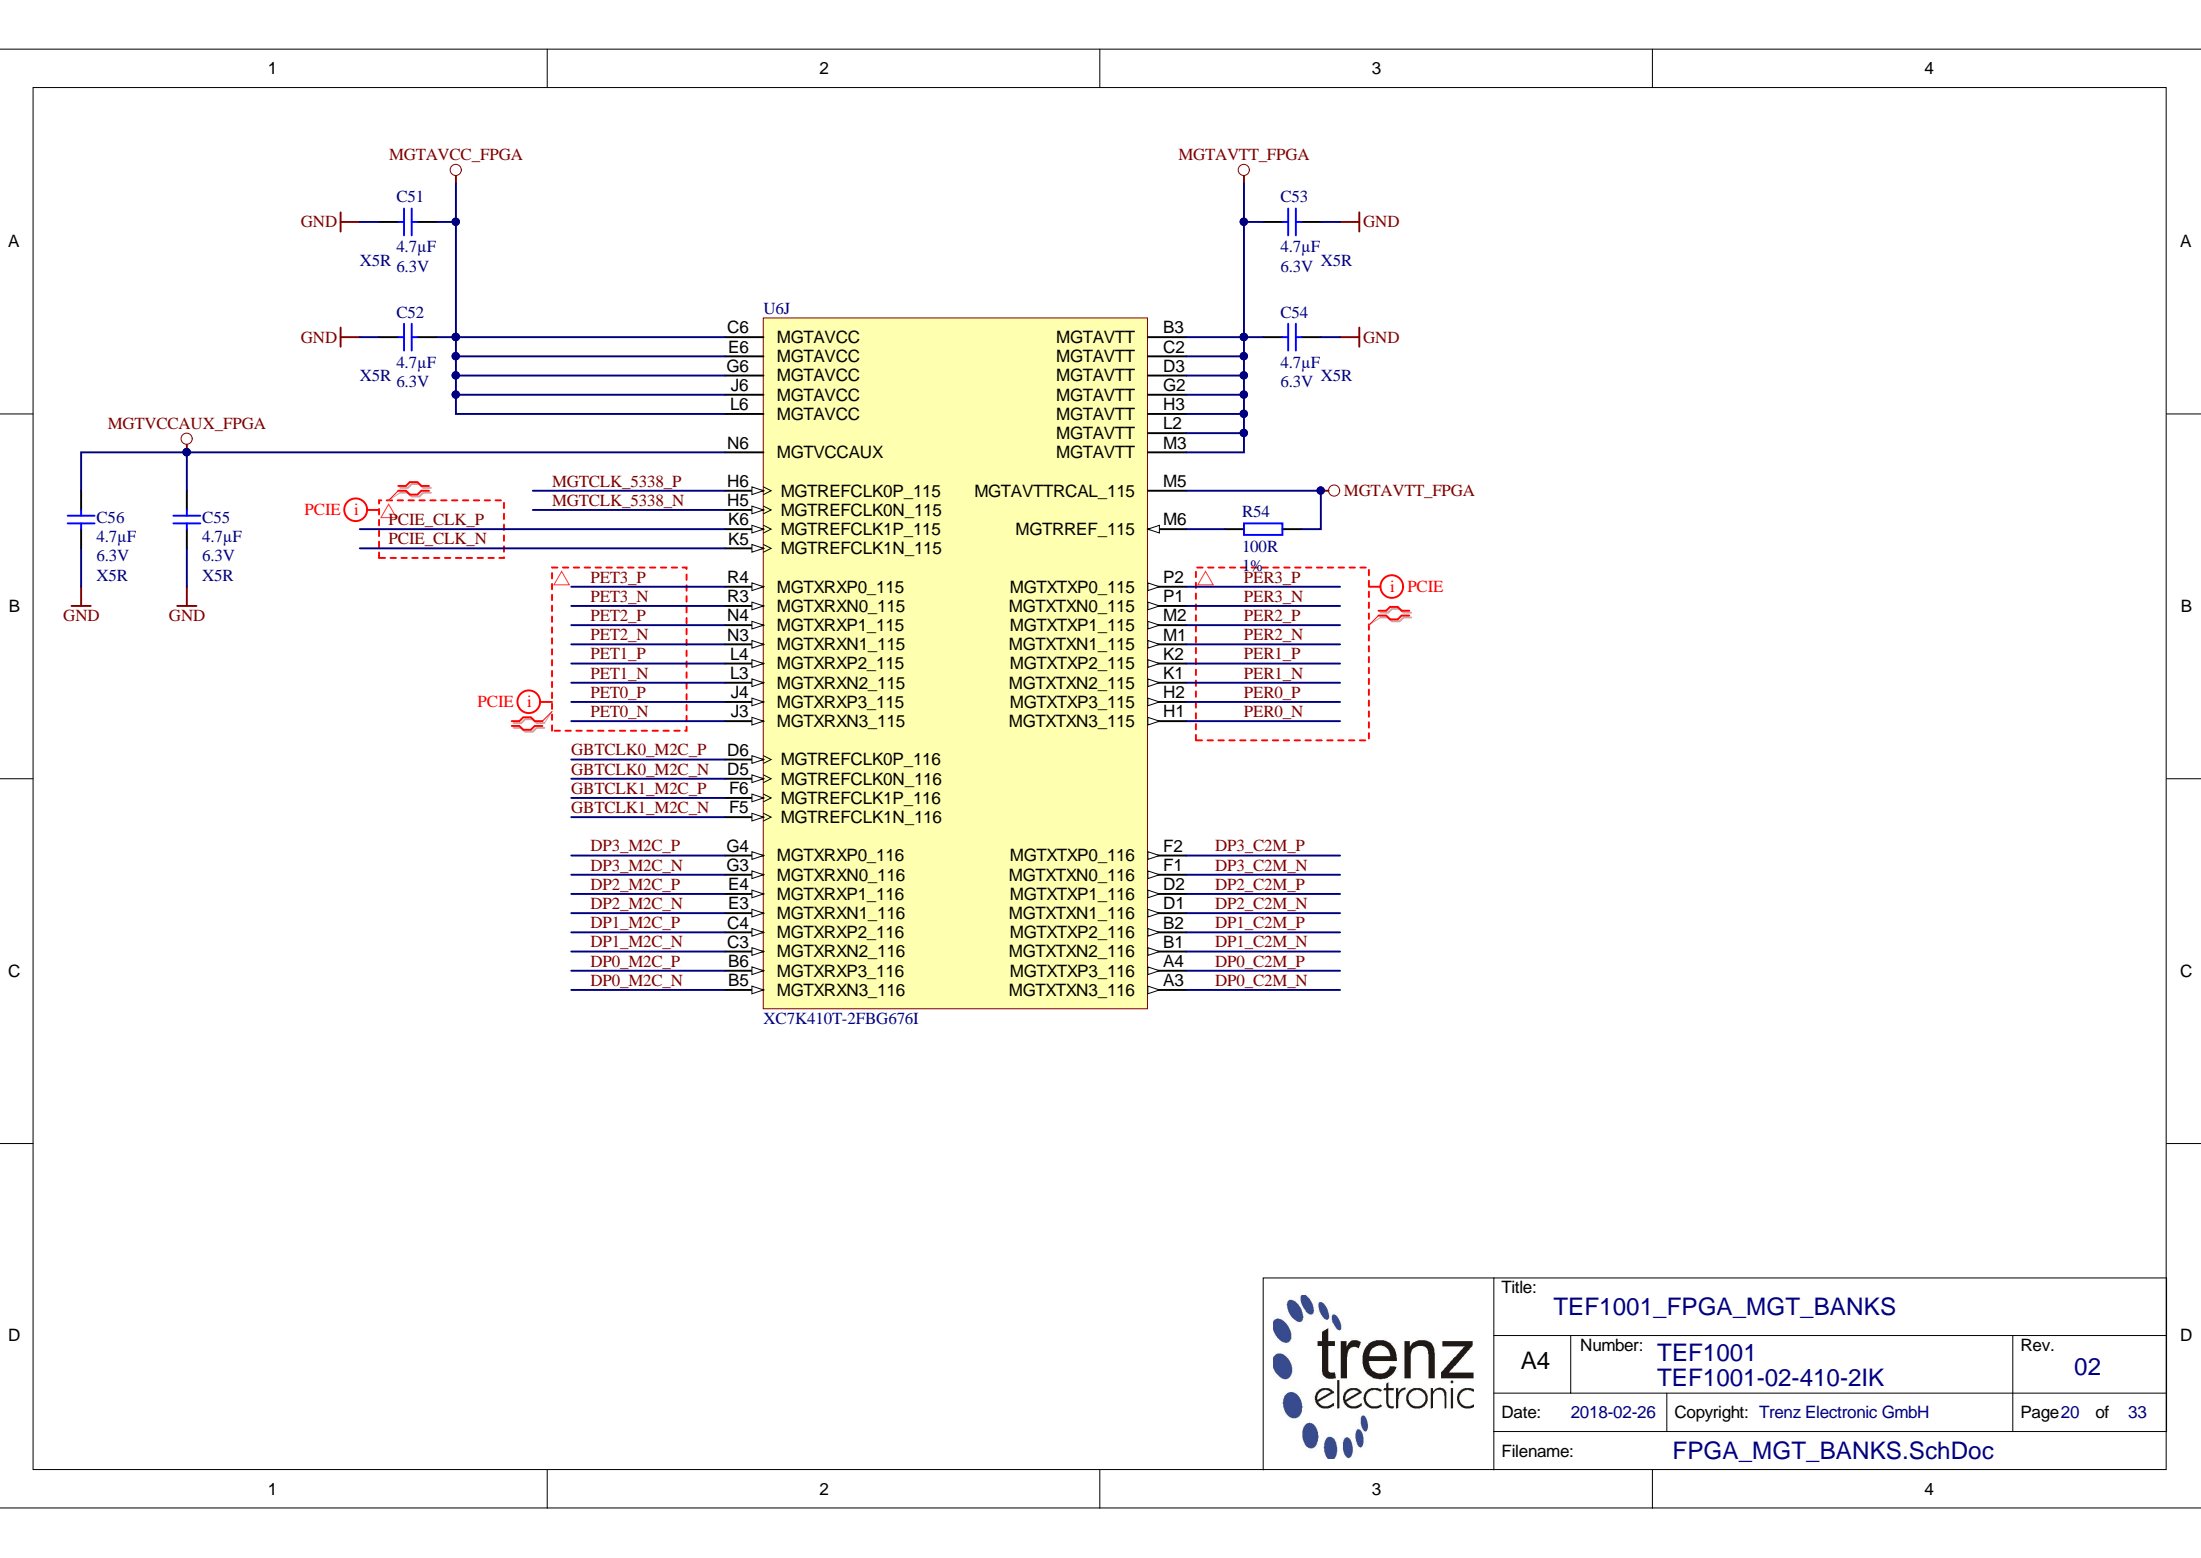 1 2 3 4
A A
B B
C C
D D
MGTAVCC_FPGA
C51
GND
4.7µF
X5R 6.3V
C52
GND
4.7µF
X5R 6.3V
MGTAVTT_FPGA
C53
GND
4.7µF
6.3V X5R
C54
GND
4.7µF
6.3V X5R
MGTVCCAUX_FPGA
C56
4.7µF
6.3V
X5R
GND
C55
4.7µF
6.3V
X5R
GND
U6J
C6 MGTAVCC MGTAVTT B3
E6 MGTAVCC MGTAVTT C2
G6 MGTAVCC MGTAVTT D3
J6 MGTAVCC MGTAVTT G2
L6 MGTAVCC MGTAVTT H3
MGTAVTT L2
N6 MGTVCCAUX MGTAVTT M3
MGTCLK_5338_P H6 MGTREFCLK0P_115 MGTAVTTRCAL_115 M5 MGTAVTT_FPGA
MGTCLK_5338_N H5 MGTREFCLK0N_115
PCIE PCIE_CLK_P K6 MGTREFCLK1P_115 MGTRREF_115 M6 R54
PCIE_CLK_N K5 MGTREFCLK1N_115 100R
1%
PET3_P R4 MGTXRXP0_115 MGTXTXP0_115 P2 PER3_P PCIE
PET3_N R3 MGTXRXN0_115 MGTXTXN0_115 P1 PER3_N
PET2_P N4 MGTXRXP1_115 MGTXTXP1_115 M2 PER2_P
PET2_N N3 MGTXRXN1_115 MGTXTXN1_115 M1 PER2_N
PET1_P L4 MGTXRXP2_115 MGTXTXP2_115 K2 PER1_P
PET1_N L3 MGTXRXN2_115 MGTXTXN2_115 K1 PER1_N
PCIE PET0_P J4 MGTXRXP3_115 MGTXTXP3_115 H2 PER0_P
PET0_N J3 MGTXRXN3_115 MGTXTXN3_115 H1 PER0_N
GBTCLK0_M2C_P D6 MGTREFCLK0P_116
GBTCLK0_M2C_N D5 MGTREFCLK0N_116
GBTCLK1_M2C_P F6 MGTREFCLK1P_116
GBTCLK1_M2C_N F5 MGTREFCLK1N_116
DP3_M2C_P G4 MGTXRXP0_116 MGTXTXP0_116 F2 DP3_C2M_P
DP3_M2C_N G3 MGTXRXN0_116 MGTXTXN0_116 F1 DP3_C2M_N
DP2_M2C_P E4 MGTXRXP1_116 MGTXTXP1_116 D2 DP2_C2M_P
DP2_M2C_N E3 MGTXRXN1_116 MGTXTXN1_116 D1 DP2_C2M_N
DP1_M2C_P C4 MGTXRXP2_116 MGTXTXP2_116 B2 DP1_C2M_P
DP1_M2C_N C3 MGTXRXN2_116 MGTXTXN2_116 B1 DP1_C2M_N
DP0_M2C_P B6 MGTXRXP3_116 MGTXTXP3_116 A4 DP0_C2M_P
DP0_M2C_N B5 MGTXRXN3_116 MGTXTXN3_116 A3 DP0_C2M_N
XC7K410T-2FBG676I
trenz
electronic
Title: TEF1001_FPGA_MGT_BANKS
A4 Number: TEF1001 Rev. 02
TEF1001-02-410-2IK
Date: 2018-02-26 Copyright: Trenz Electronic GmbH Page 20 of 33
Filename: FPGA_MGT_BANKS.SchDoc
1 2 3 4